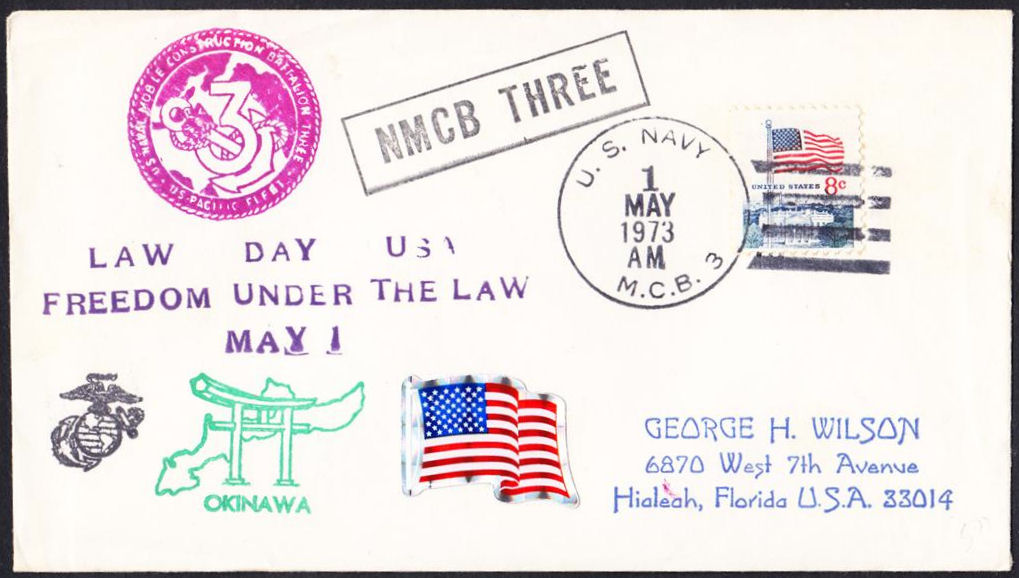 U.S. NAVAL MOBILE CONSTRUCTION BATTALION THREE
3
US PACIFIC FLEET
NMCB THREE
U. S. NAVY
1
MAY
1973
AM
M.C.B. 3
UNITED STATES 8c
LAW DAY USA
FREEDOM UNDER THE LAW
MAY 1
OKINAWA
GEORGE H. WILSON
6870 West 7th Avenue
Hialeah, Florida U.S.A. 33014